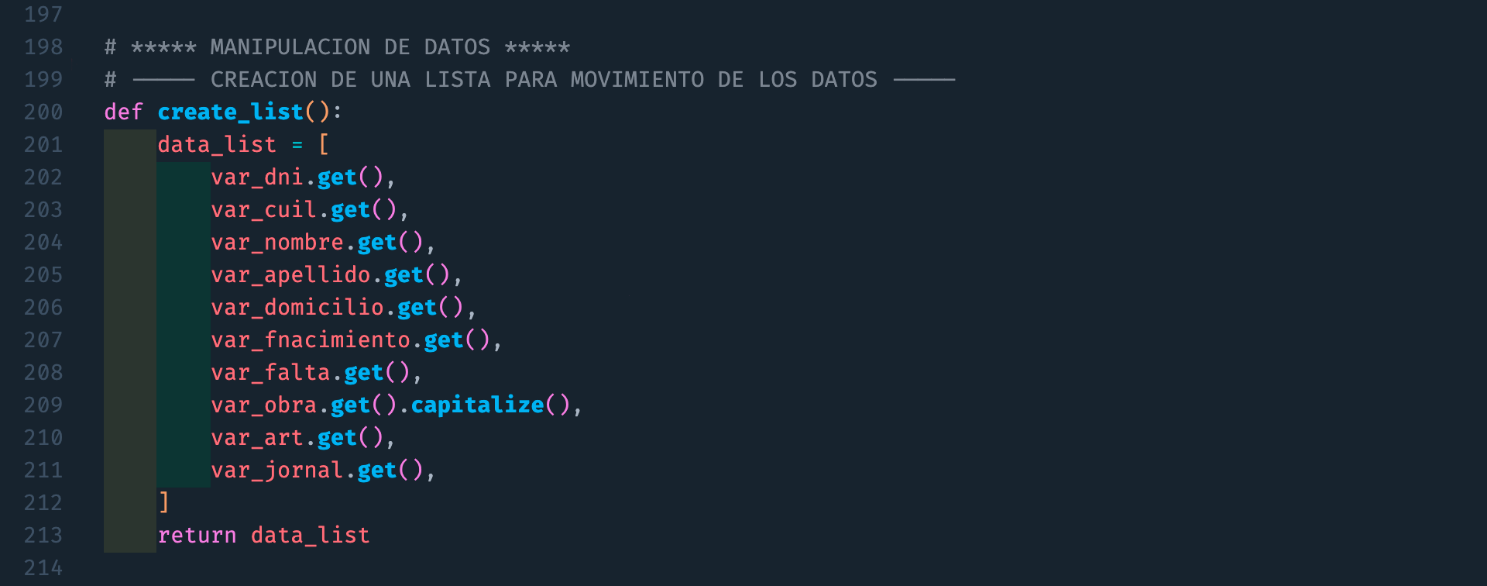 197
198 # ***** MANIPULACION DE DATOS *****
199 # ––––– CREACION DE UNA LISTA PARA MOVIMIENTO DE LOS DATOS –––––
200 def create_list():
201     data_list = [
202         var_dni.get(),
203         var_cuil.get(),
204         var_nombre.get(),
205         var_apellido.get(),
206         var_domicilio.get(),
207         var_fnacimiento.get(),
208         var_falta.get(),
209         var_obra.get().capitalize(),
210         var_art.get(),
211         var_jornal.get(),
212     ]
213     return data_list
214